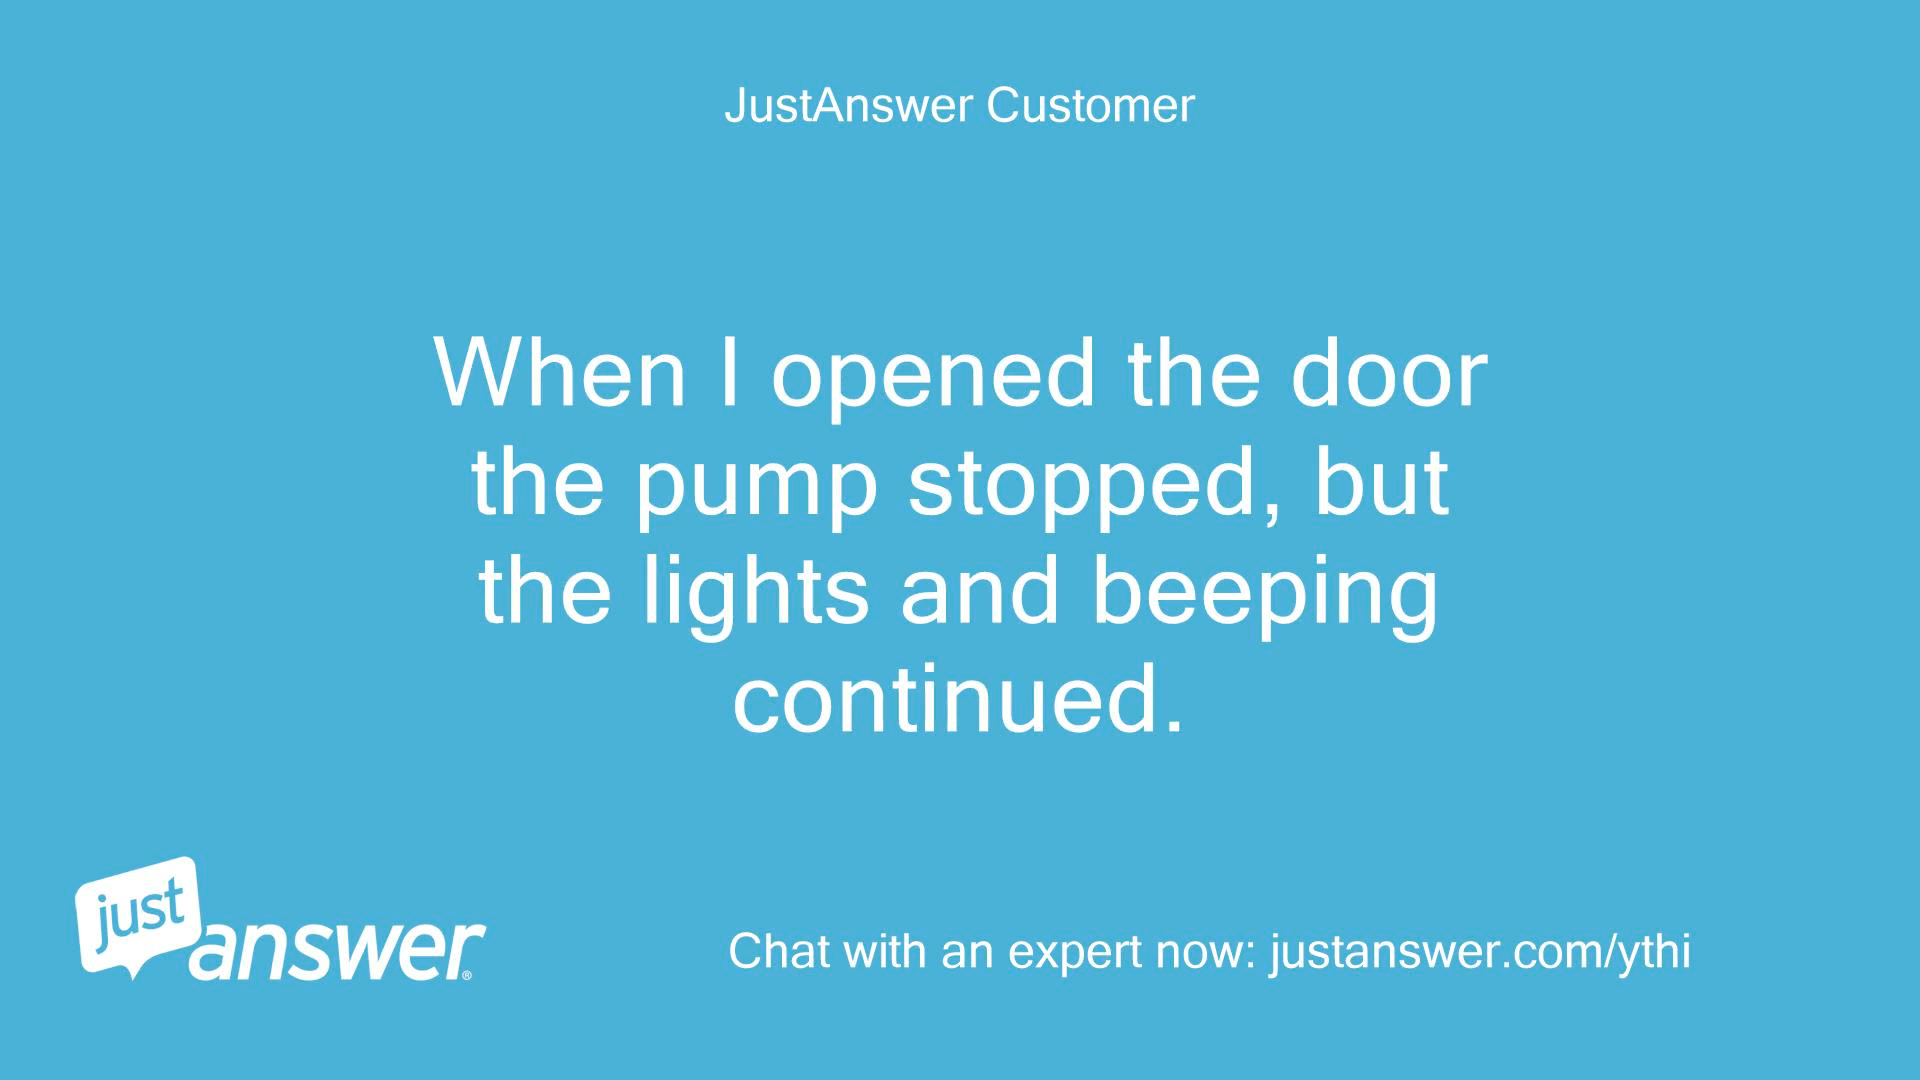 JustAnswer Customer
When I opened the door
the pump stopped, but
the lights and beeping
continued.
just
answer®
Chat with an expert now: justanswer.com/ythi